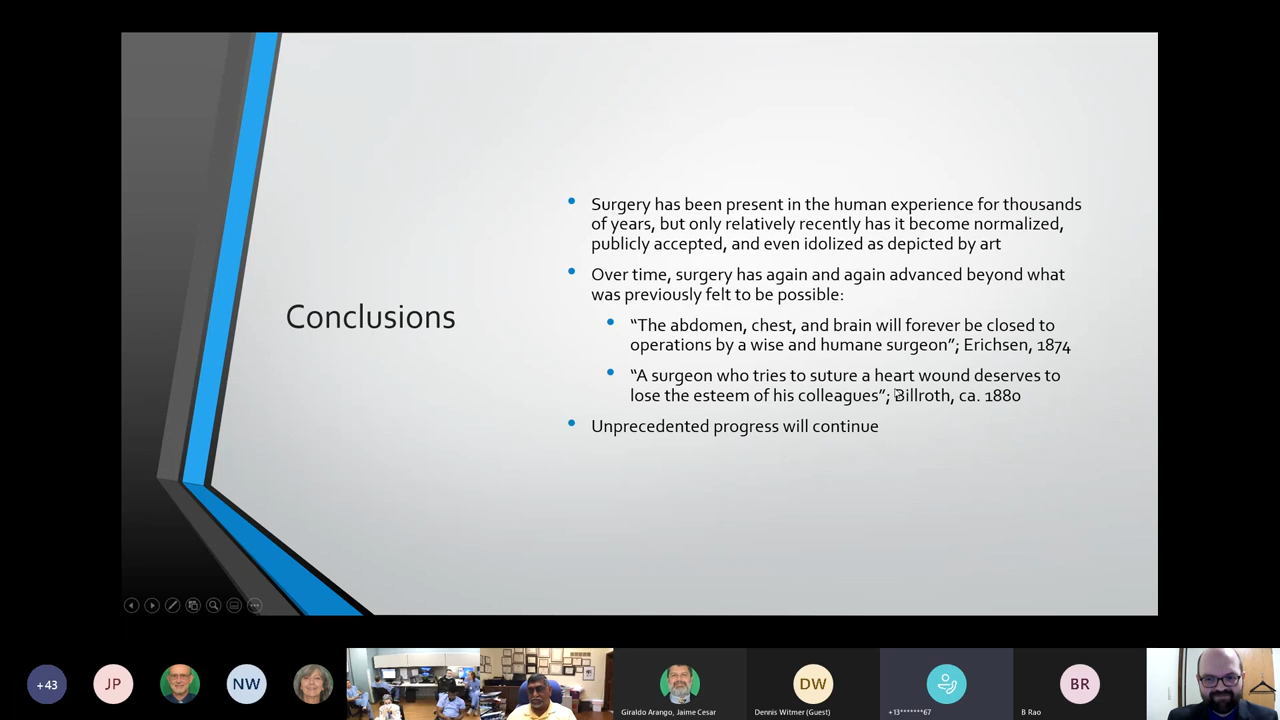 Conclusions
Surgery has been present in the human experience for thousands
of years, but only relatively recently has it become normalized,
publicly accepted, and even idolized as depicted by art
Over time, surgery has again and again advanced beyond what
was previously felt to be possible:
“The abdomen, chest, and brain will forever be closed to
operations by a wise and humane surgeon”; Erichsen, 1874
“A surgeon who tries to suture a heart wound deserves to
lose the esteem of his colleagues”; Billroth, ca. 1880
Unprecedented progress will continue
+43
JP
NW
Giraldo Arango, Jaime Cesar
DW
Dennis Witmer (Guest)
+13*******67
BR
B Rao